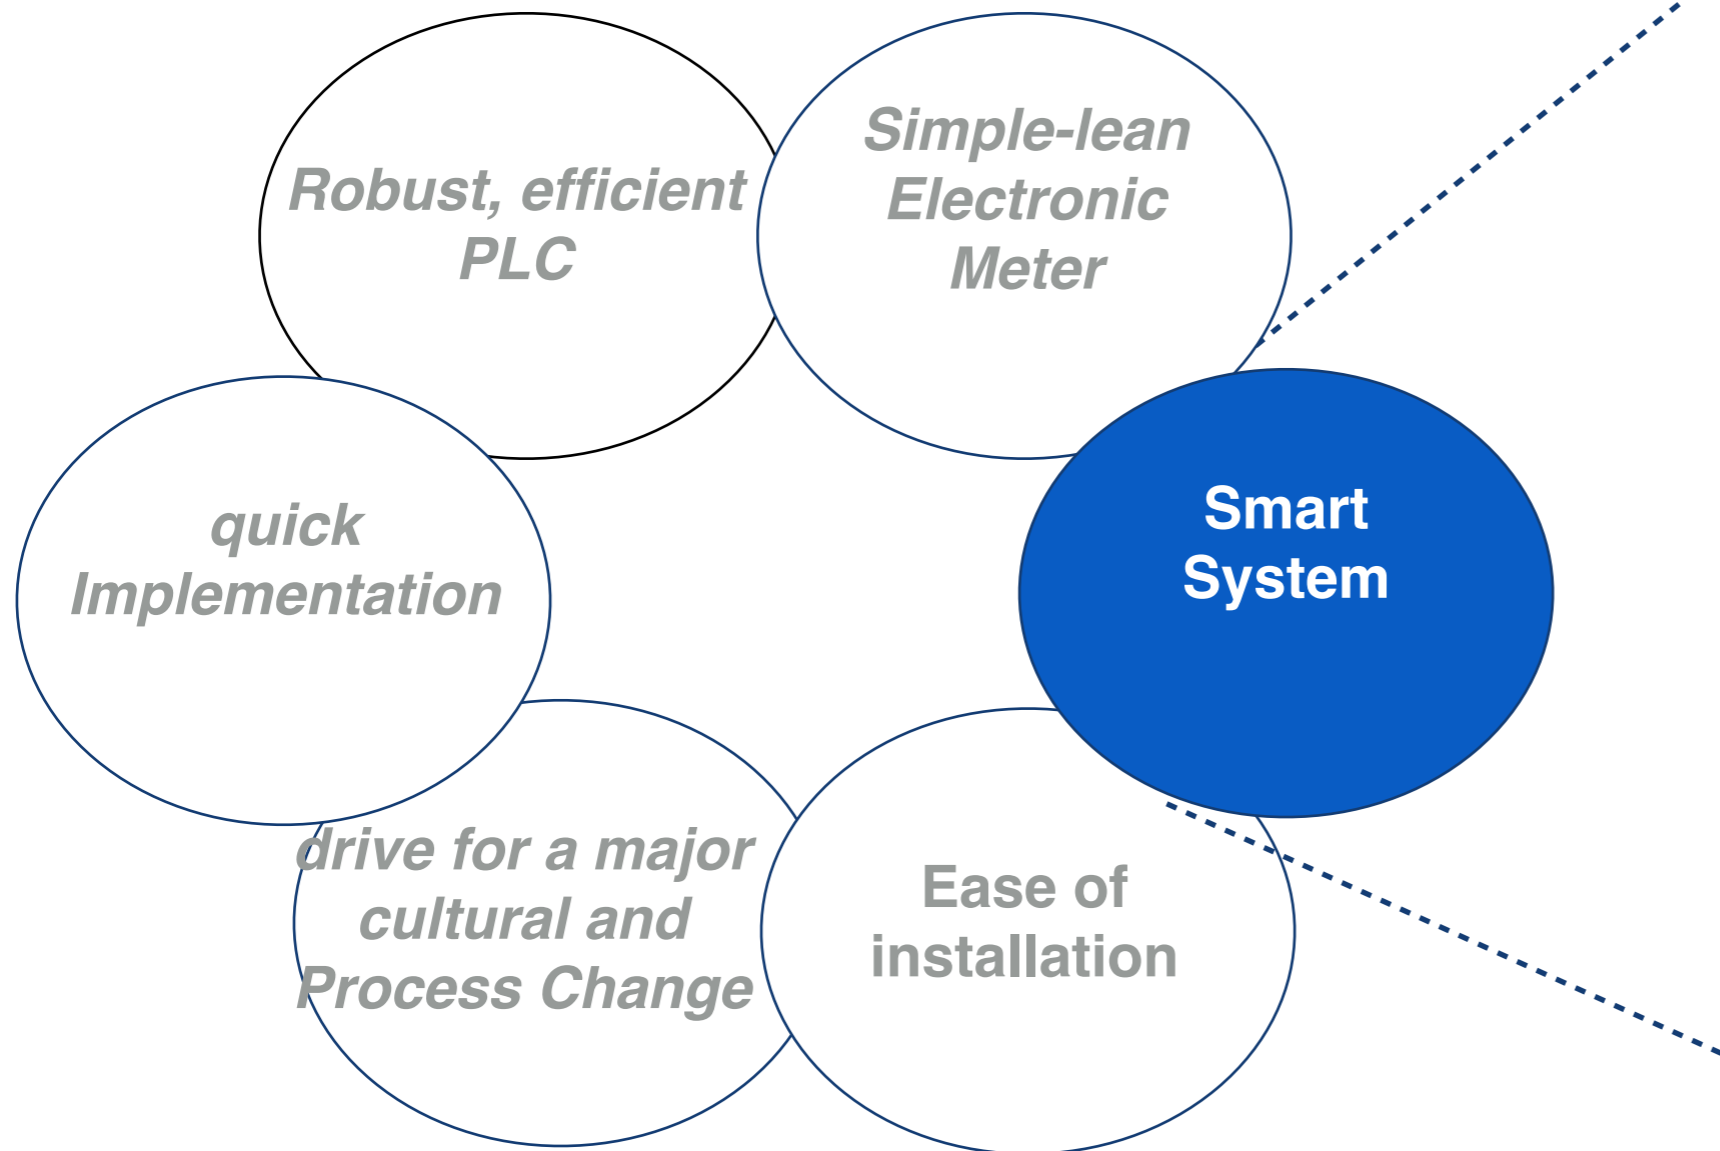 Robust, efficient
PLC
Simple-lean
Electronic
Meter
Smart
System
Ease of
installation
drive for a major
cultural and
Process Change
quick
Implementation